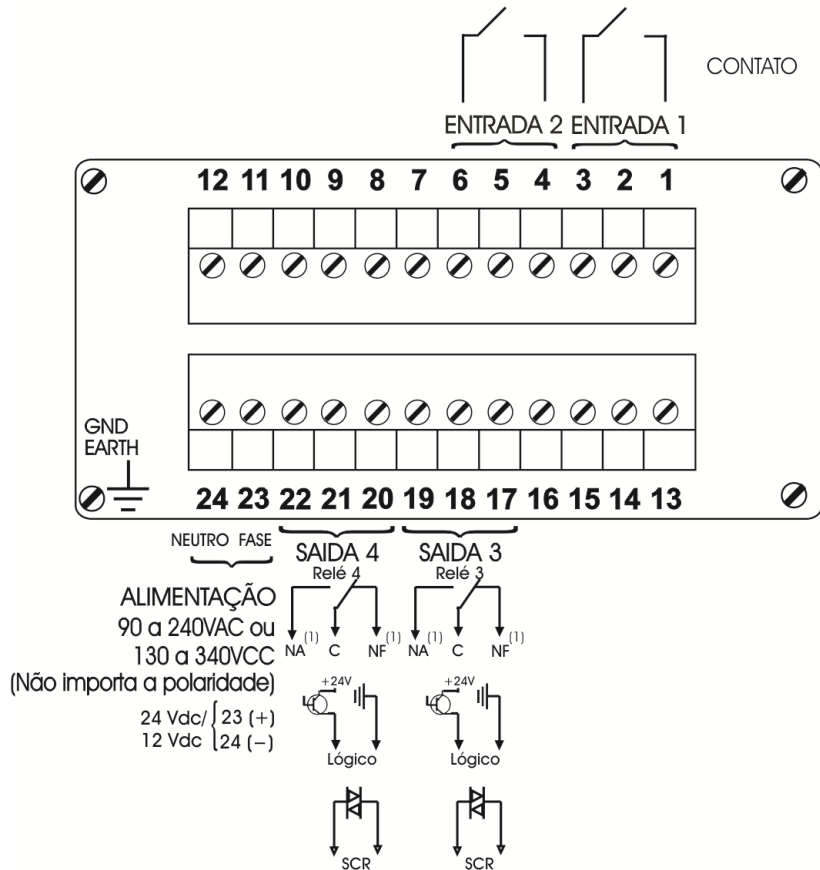 CONTATO
ENTRADA 2 ENTRADA 1
12 11 10 9 8 7 6 5 4 3 2 1
GND
EARTH
24 23 22 21 20 19 18 17 16 15 14 13
NEUTRO FASE
SAIDA 4 SAIDA 3
Relé 4 Relé 3
ALIMENTAÇÃO
90 a 240VAC ou
130 a 340VCC
(Não importa a polaridade)
24 Vdc/ 23 (+)
12 Vdc 24 (-)
NA(1) C NF(1) NA(1) C NF(1)
+24V +24V
Lógico Lógico
SCR SCR